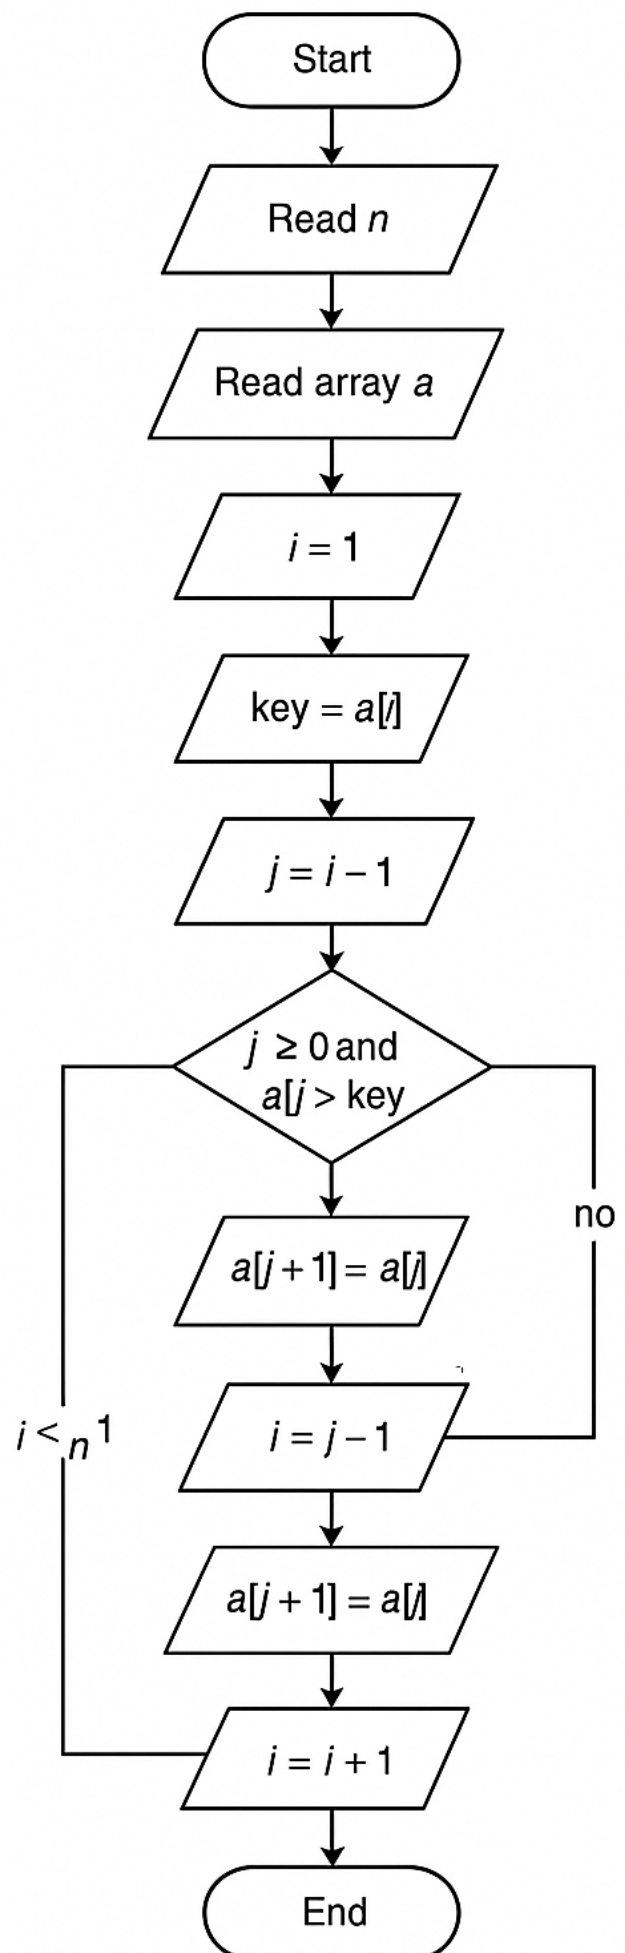 Start
Read n
Read array a
i = 1
key = a[i]
j = i – 1
j ≥ 0 and
a[j > key
no
a[j + 1] = a[j]
i = j – 1
i < n 1
a[j + 1] = a[j]
i = i + 1
End